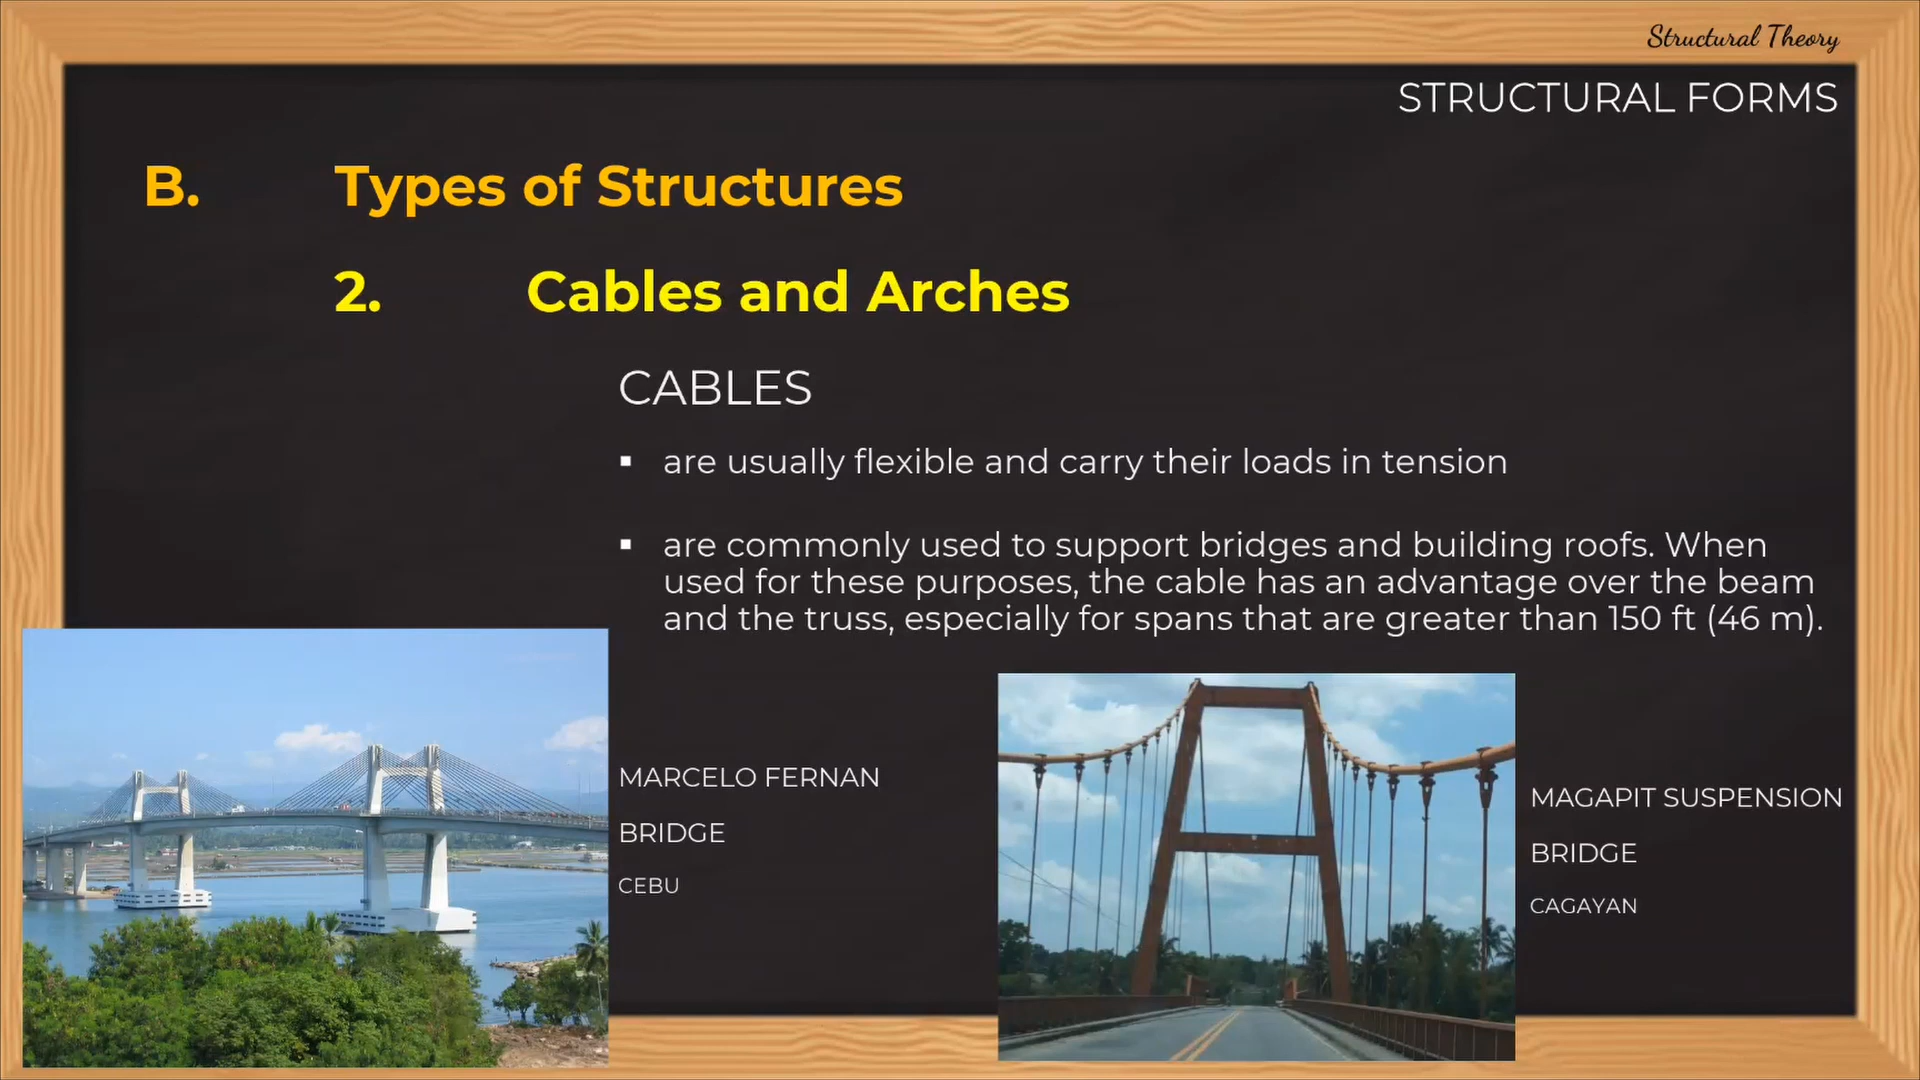 Structural Theory
STRUCTURAL FORMS
B. Types of Structures
2. Cables and Arches
CABLES
▪ are usually flexible and carry their loads in tension
▪ are commonly used to support bridges and building roofs. When
used for these purposes, the cable has an advantage over the beam
and the truss, especially for spans that are greater than 150 ft (46 m).
MARCELO FERNAN
BRIDGE
CEBU
MAGAPIT SUSPENSION
BRIDGE
CAGAYAN